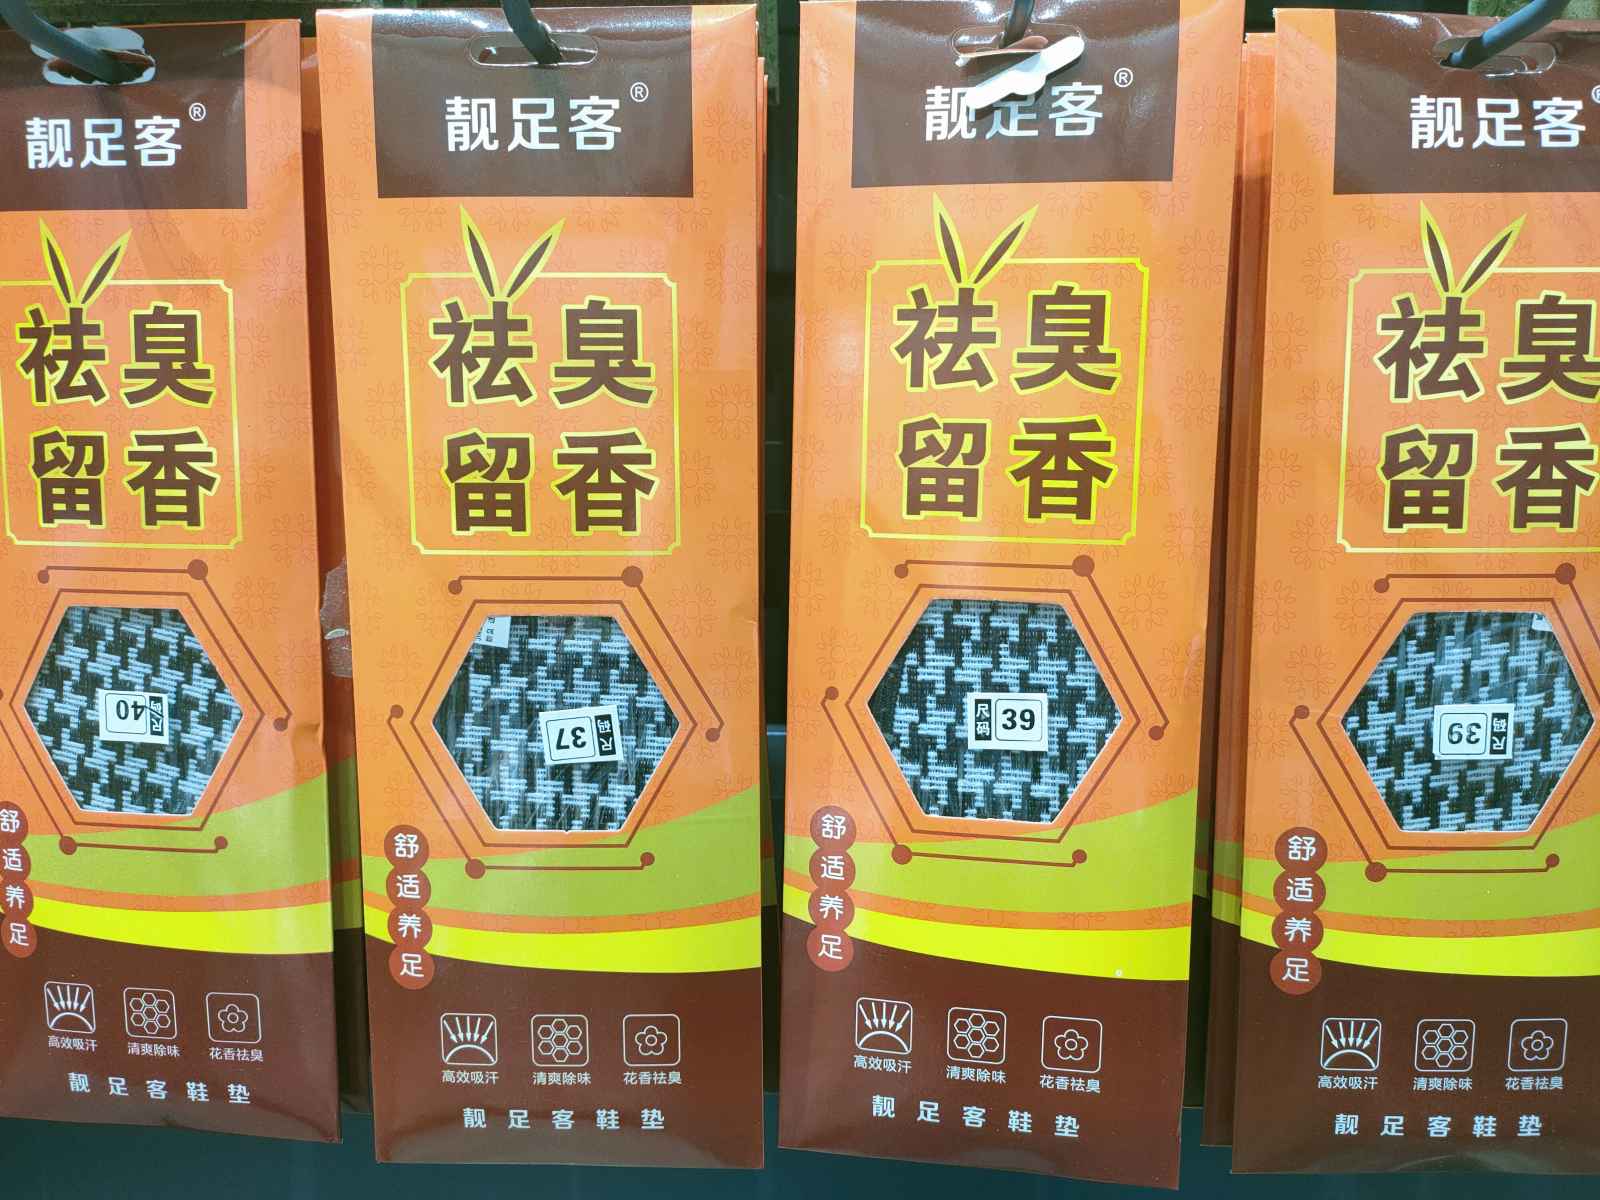 靓足客®
祛臭
留香
40
尺码
舒
适
养
足
高效吸汗 清爽除味 花香祛臭
靓足客鞋垫
靓足客®
祛臭
留香
37
尺码
舒
适
养
足
高效吸汗 清爽除味 花香祛臭
靓足客鞋垫
靓足客®
祛臭
留香
尺码
39
舒
适
养
足
高效吸汗 清爽除味 花香祛臭
靓足客鞋垫
靓足客®
祛臭
留香
39
尺码
舒
适
养
足
高效吸汗 清爽除味 花香祛臭
靓足客鞋垫